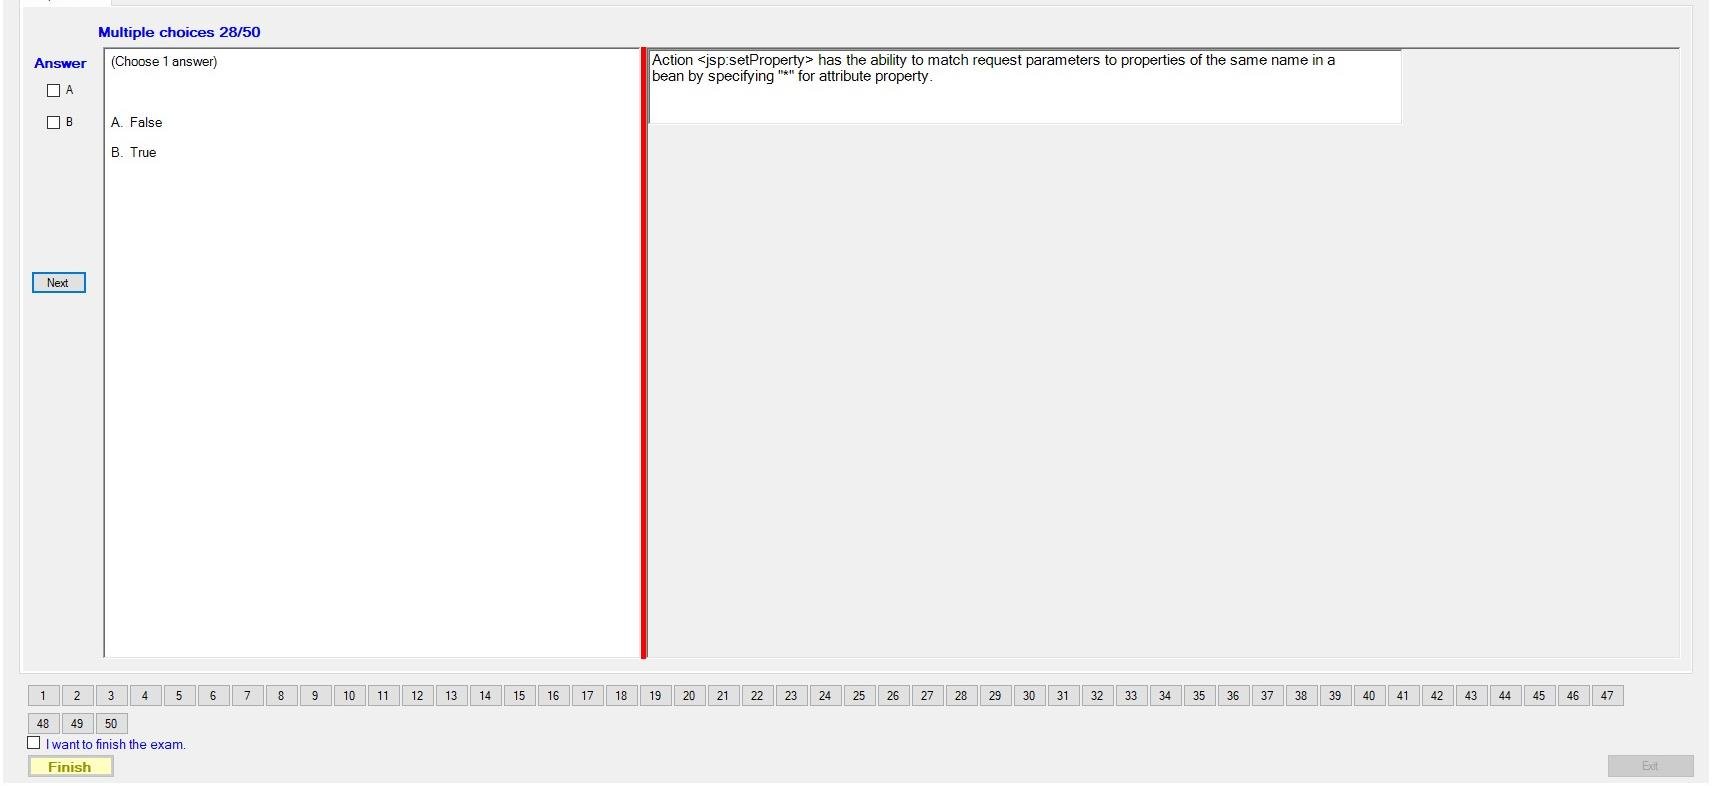 Multiple choices 28/50
Answer
A
B
Next
(Choose 1 answer)
A. False
B. True
Action <jsp:setProperty> has the ability to match request parameters to properties of the same name in a
bean by specifying "*" for attribute property.
1 2 3 4 5 6 7 8 9 10 11 12 13 14 15 16 17 18 19 20 21 22 23 24 25 26 27 28 29 30 31 32 33 34 35 36 37 38 39 40 41 42 43 44 45 46 47
48 49 50
I want to finish the exam.
Finish
Exit